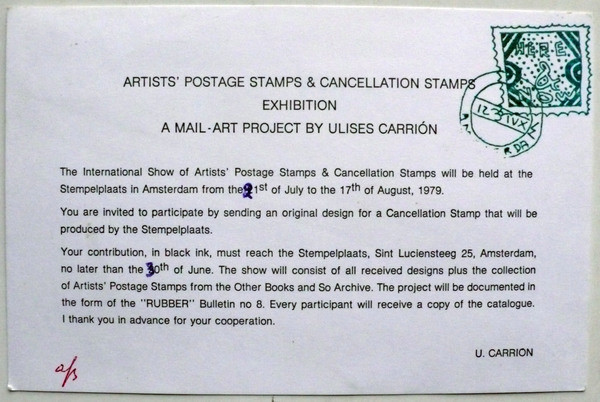 ARTISTS' POSTAGE STAMPS & CANCELLATION STAMPS
EXHIBITION
A MAIL-ART PROJECT BY ULISES CARRIÓN
The International Show of Artists' Postage Stamps & Cancellation Stamps will be held at the
Stempelplaats in Amsterdam from the 21st of July to the 17th of August, 1979.
You are invited to participate by sending an original design for a Cancellation Stamp that will be
produced by the Stempelplaats.
Your contribution, in black ink, must reach the Stempelplaats, Sint Luciensteeg 25, Amsterdam,
no later than the 30th of June. The show will consist of all received designs plus the collection
of Artists' Postage Stamps from the Other Books and So Archive. The project will be documented
in the form of the "RUBBER" Bulletin no 8. Every participant will receive a copy of the catalogue.
I thank you in advance for your cooperation.
U. CARRION
HERE